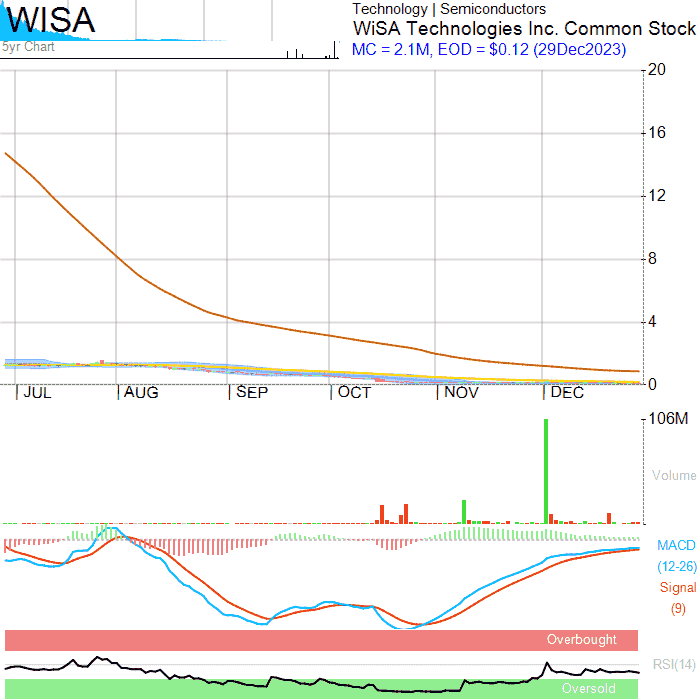 WISA
5yr Chart
Technology | Semiconductors
WiSA Technologies Inc. Common Stock
MC = 2.1M, EOD = $0.12 (29Dec2023)
20
16
12
8
4
0
JUL AUG SEP OCT NOV DEC
106M
Volume
MACD
(12-26)
Signal
(9)
Overbought
RSI(14)
Oversold